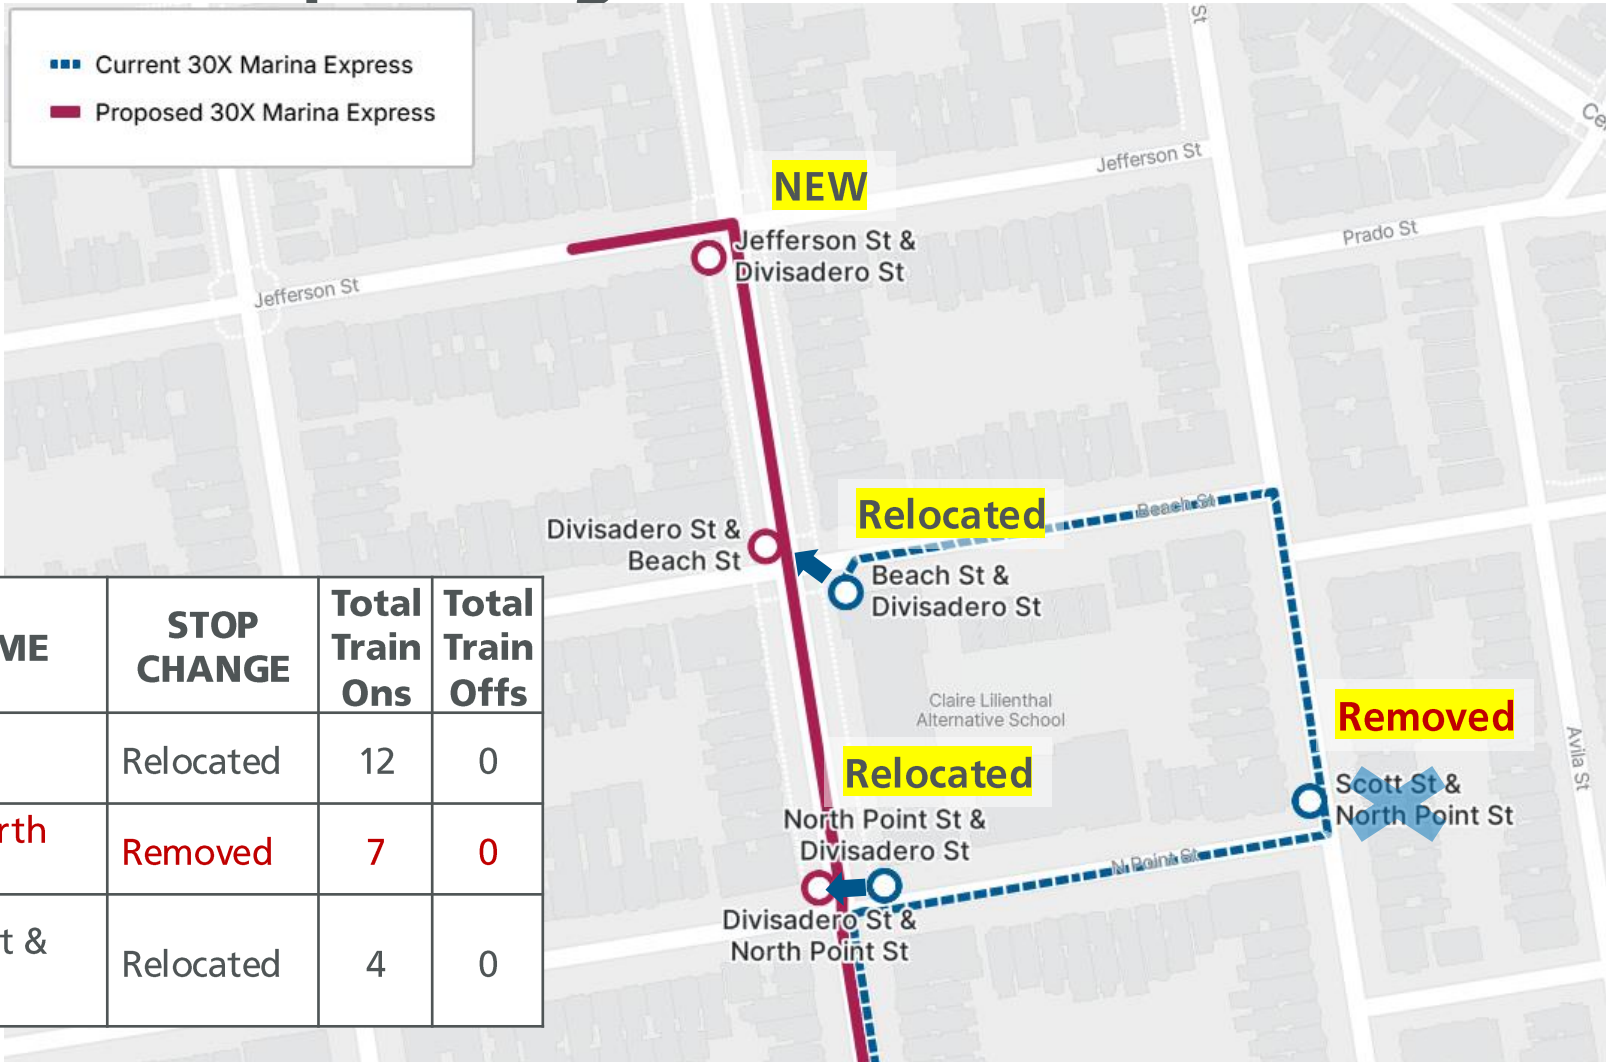 Current 30X Marina Express
Proposed 30X Marina Express
St
Jefferson St
NEW
Prado St
Jefferson St &
Divisadero St
Jefferson St
Relocated
Beach St
Divisadero St &
Beach St
Beach St &
Divisadero St
Claire Lilienthal
Alternative School
Removed
Avila St
Relocated
Scott St &
North Point St
North Point St &
Divisadero St
N Point St
Divisadero St &
North Point St
STOP CHANGE
Total Train Ons
Total Train Offs
Relocated 12 0
Removed 7 0
t &
Relocated 4 0